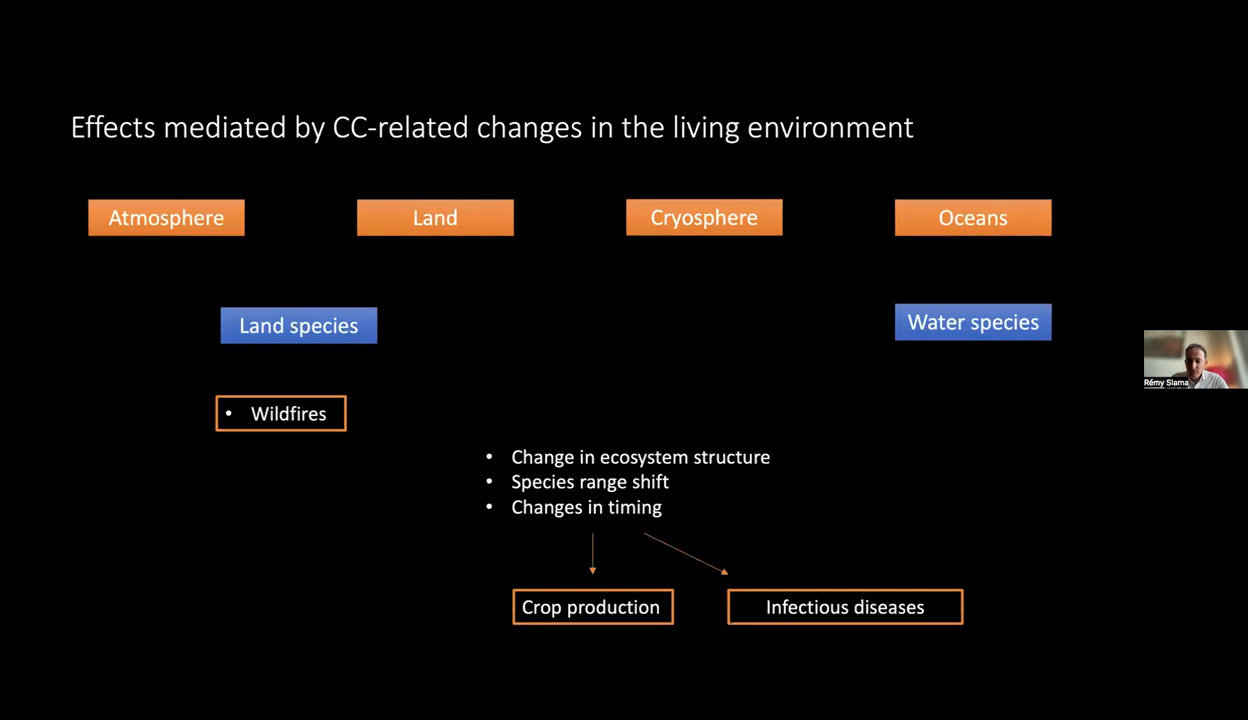 Effects mediated by CC-related changes in the living environment
Atmosphere
Land
Cryosphere
Oceans
Land species
Water species
Rémy Slama
• Wildfires
• Change in ecosystem structure
• Species range shift
• Changes in timing
Crop production
Infectious diseases